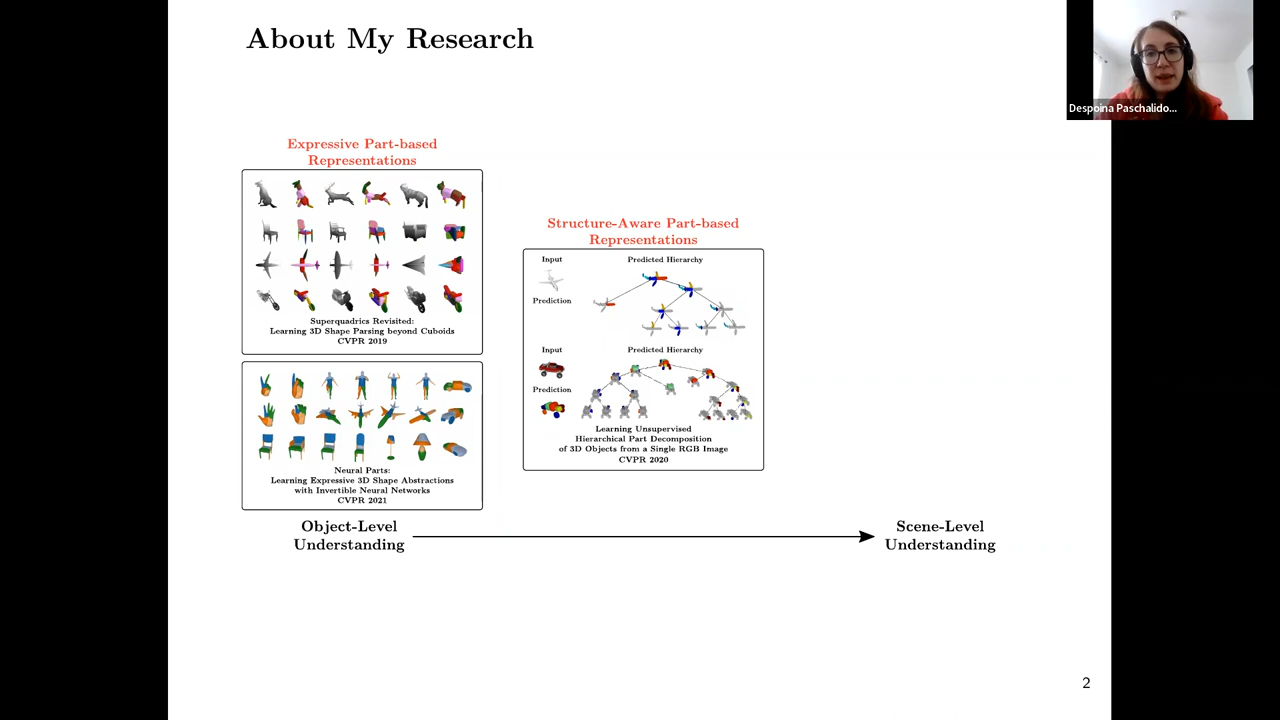 About My Research
Despoina Paschalido...
Expressive Part-based
Representations
Superquadrics Revisited:
Learning 3D Shape Parsing beyond Cuboids
CVPR 2019
Neural Parts:
Learning Expressive 3D Shape Abstractions
with Invertible Neural Networks
CVPR 2021
Structure-Aware Part-based
Representations
Input
Predicted Hierarchy
Prediction
Input
Predicted Hierarchy
Prediction
Learning Unsupervised
Hierarchical Part Decomposition
of 3D Objects from a Single RGB Image
CVPR 2020
Object-Level
Understanding
Scene-Level
Understanding
2